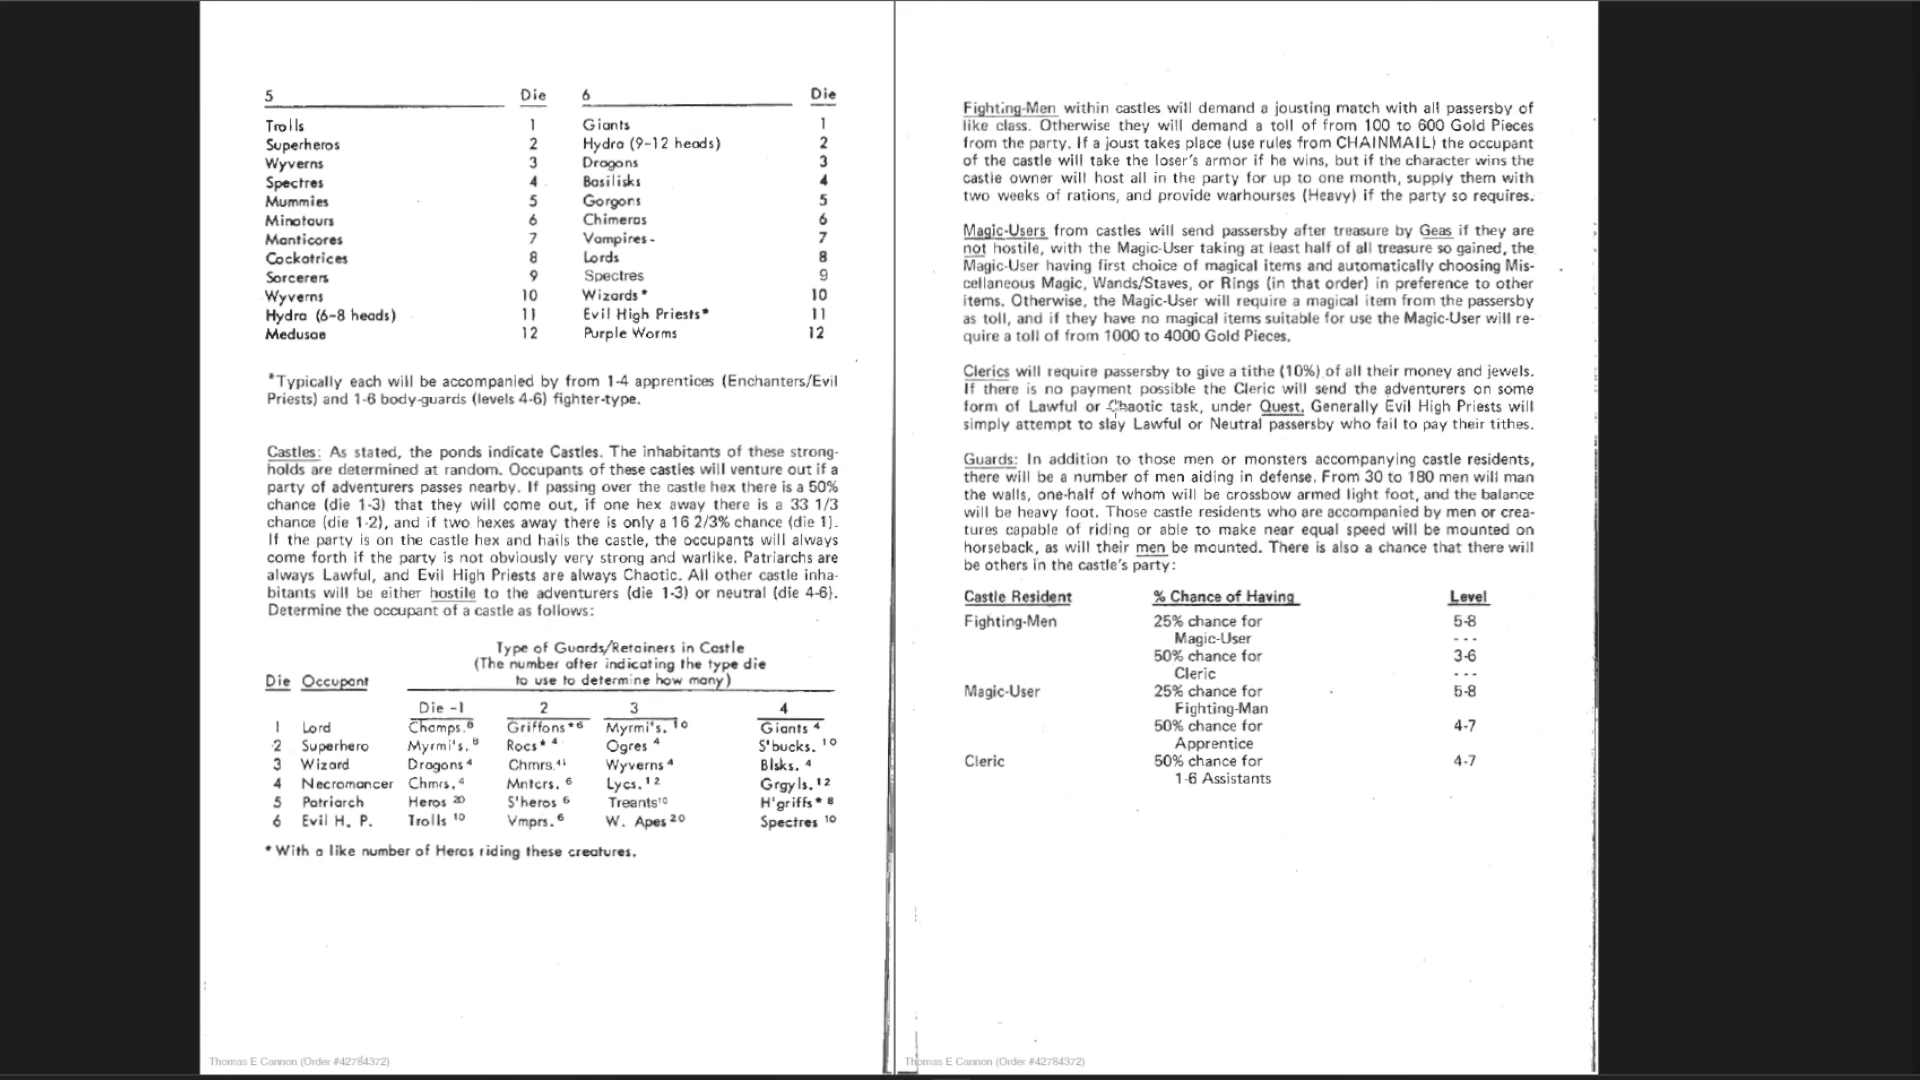 5 Die 6 Die
Trolls 1 Giants 1
Superheros 2 Hydra (9-12 heads) 2
Wyverns 3 Dragons 3
Spectres 4 Basilisks 4
Mummies 5 Gorgons 5
Minotaurs 6 Chimeras 6
Manticores 7 Vampires- 7
Cockatrices 8 Lords 8
Sorcerers 9 Spectres 9
Wyverns 10 Wizards* 10
Hydra (6-8 heads) 11 Evil High Priests* 11
Medusae 12 Purple Worms 12
*Typically each will be accompanied by from 1-4 apprentices (Enchanters/Evil
Priests) and 1-6 body-guards (levels 4-6) fighter-type.
Castles: As stated, the ponds indicate Castles. The inhabitants of these strong-
holds are determined at random. Occupants of these castles will venture out if a
party of adventurers passes nearby. If passing over the castle hex there is a 50%
chance (die 1-3) that they will come out, if one hex away there is a 33 1/3
chance (die 1-2), and if two hexes away there is only a 16 2/3% chance (die 1).
If the party is on the castle hex and hails the castle, the occupants will always
come forth if the party is not obviously very strong and warlike. Patriarchs are
always Lawful, and Evil High Priests are always Chaotic. All other castle inha-
bitants will be either hostile to the adventurers (die 1-3) or neutral (die 4-6).
Determine the occupant of a castle as follows:
Type of Guards/Retainers in Castle
(The number after indicating the type die
Die Occupant to use to determine how many)
Die -1 2 3 4
1 Lord Champs.8 Griffons*6 Myrmi's.10 Giants 4
2 Superhero Myrmi's.8 Rocs*4 Ogres 4 S'bucks.10
3 Wizard Dragons4 Chmrs.4 Wyverns4 Blsks.4
4 Necromancer Chmrs.4 Mntcrs.6 Lycs.12 Grgyls.12
5 Patriarch Heros 20 S'heros 6 Treants10 H'griffs*8
6 Evil H. P. Trolls 10 Vmprs.6 W. Apes20 Spectres 10
*With a like number of Heros riding these creatures.
Thomas E Cannon (Order #42784372)
Fighting-Men within castles will demand a jousting match with all passersby of
like class. Otherwise they will demand a toll of from 100 to 600 Gold Pieces
from the party. If a joust takes place (use rules from CHAINMAIL) the occupant
of the castle will take the loser's armor if he wins, but if the character wins the
castle owner will host all in the party for up to one month, supply them with
two weeks of rations, and provide warhourses (Heavy) if the party so requires.
Magic-Users from castles will send passersby after treasure by Geas if they are
not hostile, with the Magic-User taking at least half of all treasure so gained, the
Magic-User having first choice of magical items and automatically choosing Mis-
cellaneous Magic, Wands/Staves, or Rings (in that order) in preference to other
items. Otherwise, the Magic-User will require a magical item from the passersby
as toll, and if they have no magical items suitable for use the Magic-User will re-
quire a toll of from 1000 to 4000 Gold Pieces.
Clerics will require passersby to give a tithe (10%) of all their money and jewels.
If there is no payment possible the Cleric will send the adventurers on some
form of Lawful or Chaotic task, under Quest. Generally Evil High Priests will
simply attempt to slay Lawful or Neutral passersby who fail to pay their tithes.
Guards: In addition to those men or monsters accompanying castle residents,
there will be a number of men aiding in defense. From 30 to 180 men will man
the walls, one-half of whom will be crossbow armed light foot, and the balance
will be heavy foot. Those castle residents who are accompanied by men or crea-
tures capable of riding or able to make near equal speed will be mounted on
horseback, as will their men be mounted. There is also a chance that there will
be others in the castle's party:
Castle Resident % Chance of Having Level
Fighting-Men 25% chance for 5-8
Magic-User - - -
50% chance for 3-6
Cleric - - -
Magic-User 25% chance for 5-8
Fighting-Man
50% chance for 4-7
Apprentice
Cleric 50% chance for 4-7
1-6 Assistants
Thomas E Cannon (Order #42784372)